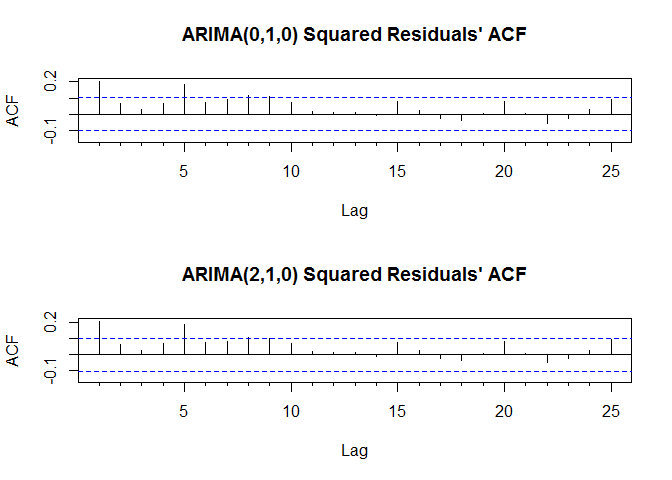 ARIMA(0,1,0) Squared Residuals' ACF
ACF
0.2
-0.1
5 10 15 20 25
Lag
ARIMA(2,1,0) Squared Residuals' ACF
ACF
0.2
-0.1
5 10 15 20 25
Lag